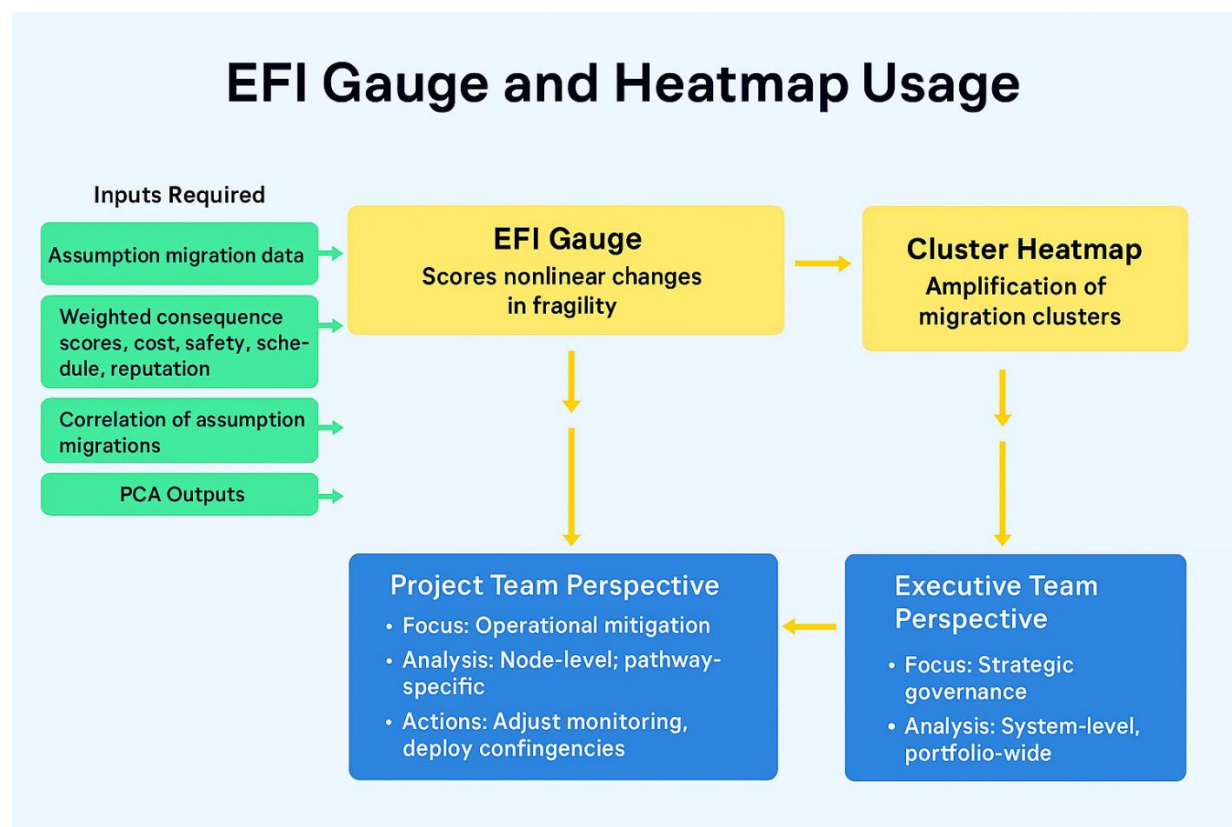 EFI Gauge and Heatmap Usage
Inputs Required
Assumption migration data
Weighted consequence
scores, cost, safety, sche-
dule, reputation
Correlation of assumption
migrations
PCA Outputs
EFI Gauge
Scores nonlinear changes
in fragility
Cluster Heatmap
Amplification of
migration clusters
Project Team Perspective
• Focus: Operational mitigation
• Analysis: Node-level; pathway-
specific
• Actions: Adjust monitoring,
deploy confingencies
Executive Team
Perspective
• Focus: Strategic
governance
• Analysis: System-level,
portfolio-wide